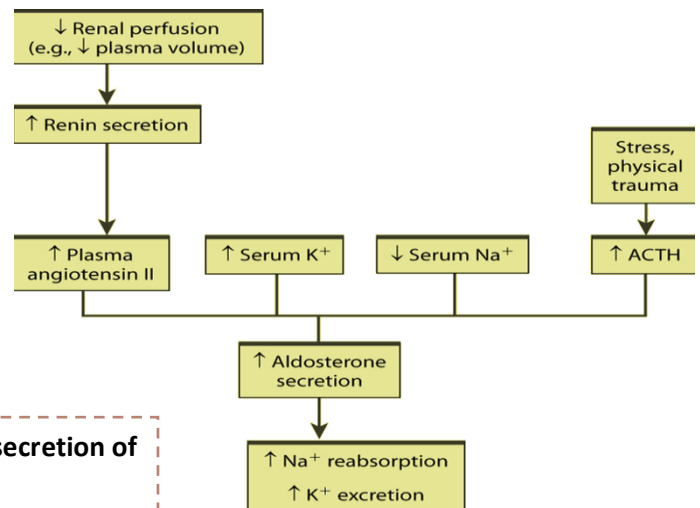 ↓ Renal perfusion
(e.g., ↓ plasma volume)
↑ Renin secretion
Stress,
physical
trauma
↑ Plasma
angiotensin II
↑ Serum K⁺
↓ Serum Na⁺
↑ ACTH
↑ Aldosterone
secretion
secretion of
↑ Na⁺ reabsorption
↑ K⁺ excretion